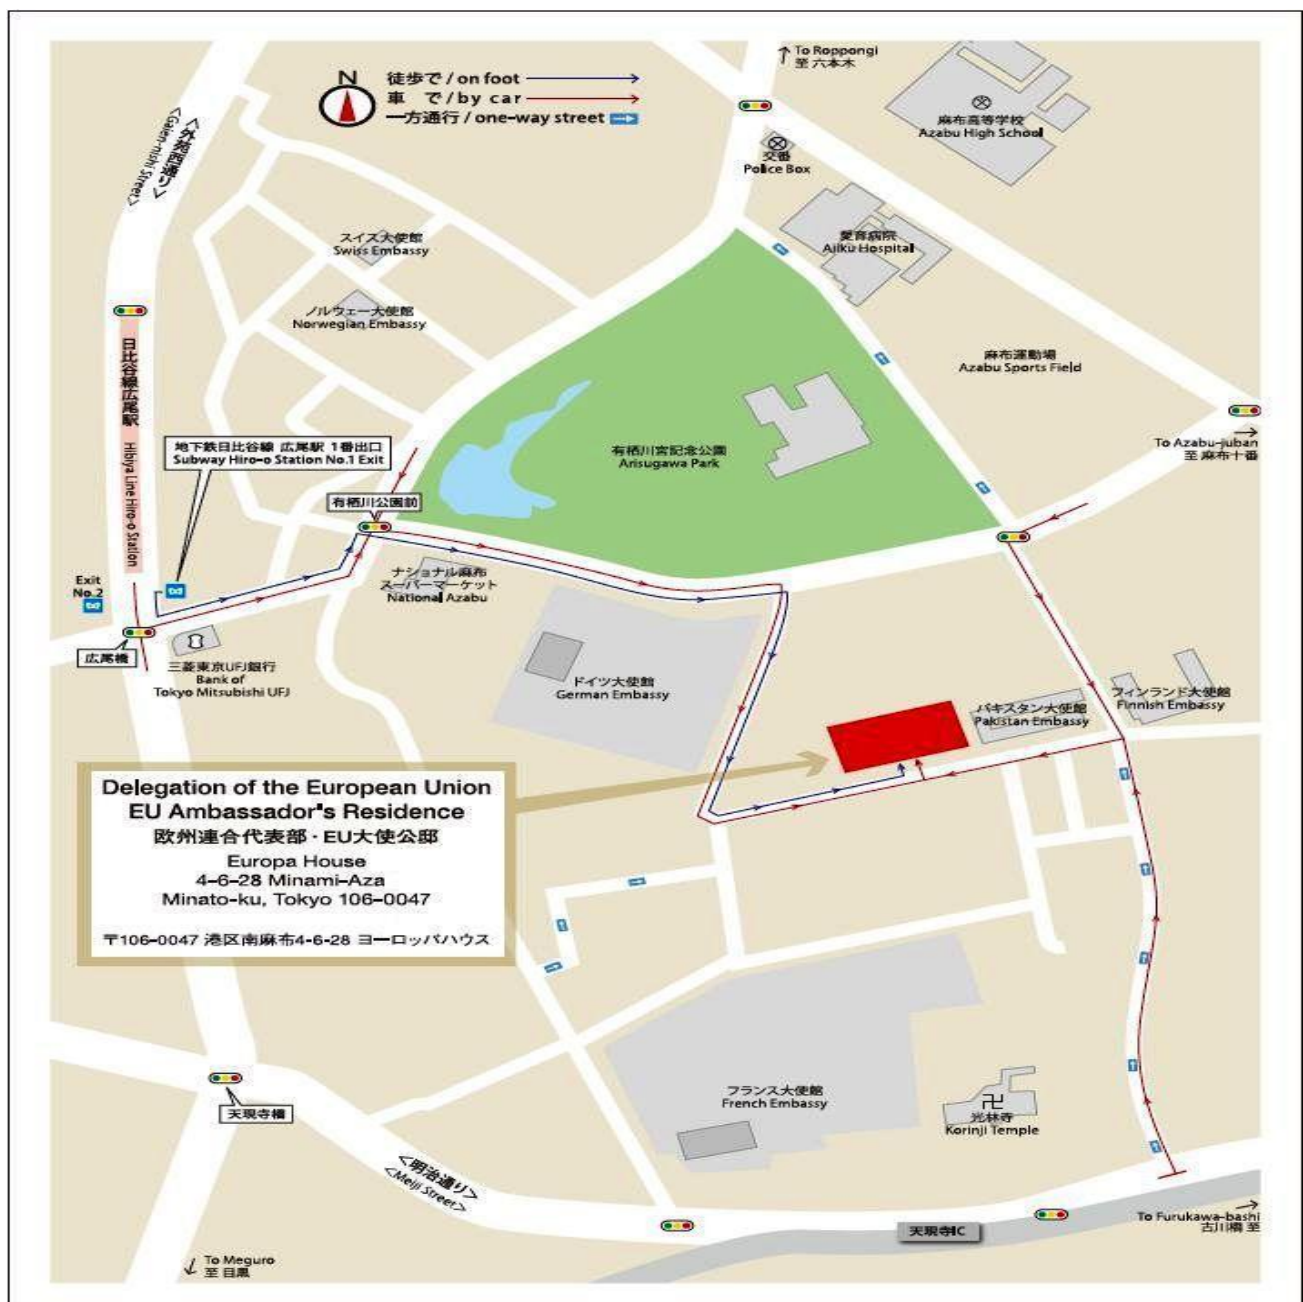 To Roppongi
至 六本木
N
徒歩で / on foot
車 で / by car
一方通行 / one-way street
麻布高等学校
Azabu High School
交番
Police Box
<外苑西通り>
<Gaien-nishi Street>
スイス大使館
Swiss Embassy
愛育病院
Aiiku Hospital
ノルウェー大使館
Norwegian Embassy
麻布運動場
Azabu Sports Field
日比谷線広尾駅 Hibiya Line Hiro-o Station
地下鉄日比谷線 広尾駅 1番出口
Subway Hiro-o Station No.1 Exit
有栖川宮記念公園
Arisugawa Park
To Azabu-juban
至 麻布十番
有栖川公園前
ナショナル麻布
スーパーマーケット
National Azabu
Exit
No.2
広尾橋
三菱東京UFJ銀行
Bank of
Tokyo Mitsubishi UFJ
ドイツ大使館
German Embassy
パキスタン大使館
Pakistan Embassy
フィンランド大使館
Finnish Embassy
Delegation of the European Union
EU Ambassador's Residence
欧州連合代表部・EU大使公邸
Europa House
4-6-28 Minami-Aza
Minato-ku, Tokyo 106-0047
〒106-0047 港区南麻布4-6-28 ヨーロッパハウス
フランス大使館
French Embassy
卍
光林寺
Korinji Temple
天現寺橋
<明治通り>
<Meiji Street>
天現寺IC
To Furukawa-bashi
古川橋 至
To Meguro
至 目黒